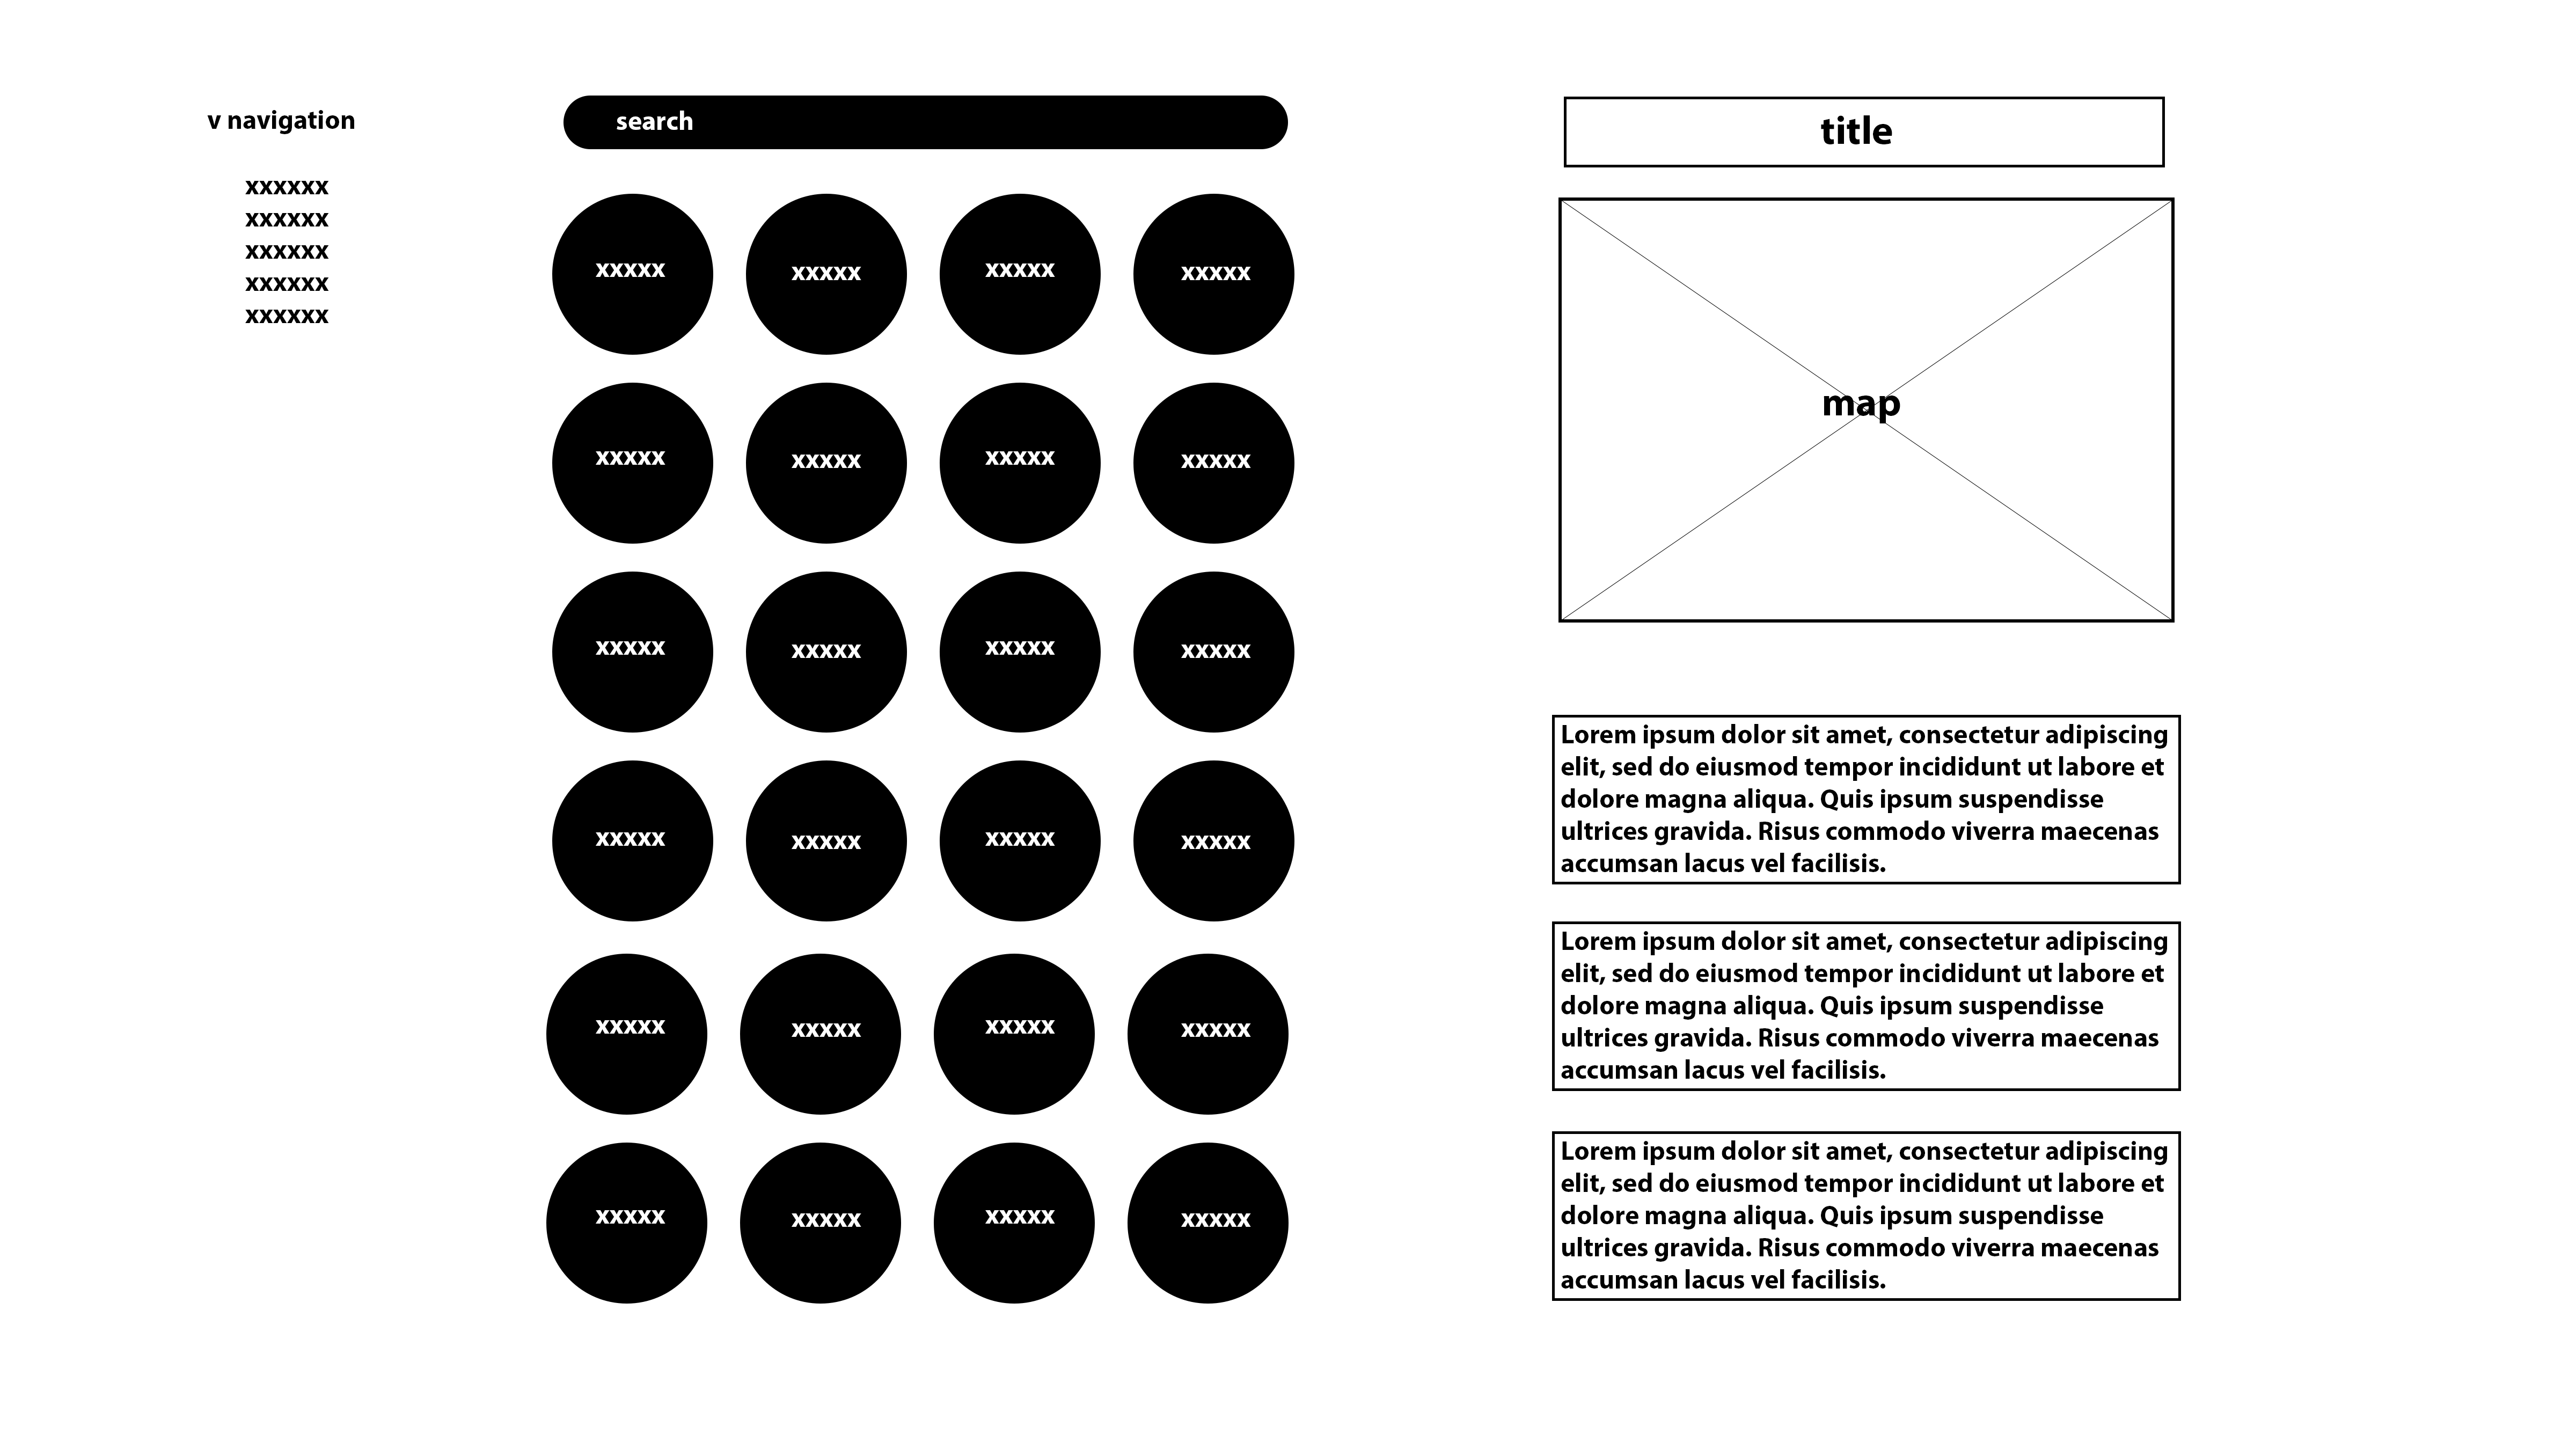 v navigation
xxxxxx
xxxxxx
xxxxxx
xxxxxx
xxxxxx
search
xxxxx xxxxx xxxxx xxxxx
xxxxx xxxxx xxxxx xxxxx
xxxxx xxxxx xxxxx xxxxx
xxxxx xxxxx xxxxx xxxxx
xxxxx xxxxx xxxxx xxxxx
xxxxx xxxxx xxxxx xxxxx
title
map
Lorem ipsum dolor sit amet, consectetur adipiscing
elit, sed do eiusmod tempor incididunt ut labore et
dolore magna aliqua. Quis ipsum suspendisse
ultrices gravida. Risus commodo viverra maecenas
accumsan lacus vel facilisis.
Lorem ipsum dolor sit amet, consectetur adipiscing
elit, sed do eiusmod tempor incididunt ut labore et
dolore magna aliqua. Quis ipsum suspendisse
ultrices gravida. Risus commodo viverra maecenas
accumsan lacus vel facilisis.
Lorem ipsum dolor sit amet, consectetur adipiscing
elit, sed do eiusmod tempor incididunt ut labore et
dolore magna aliqua. Quis ipsum suspendisse
ultrices gravida. Risus commodo viverra maecenas
accumsan lacus vel facilisis.